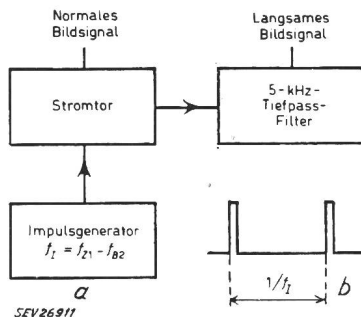 Normales
Bildsignal
Langsames
Bildsignal
Stromtor
5-kHz-
Tiefpass-
Filter
Impulsgenerator
f_I = f_Z1 - f_B2
a
1/f_I
b
SEV26911